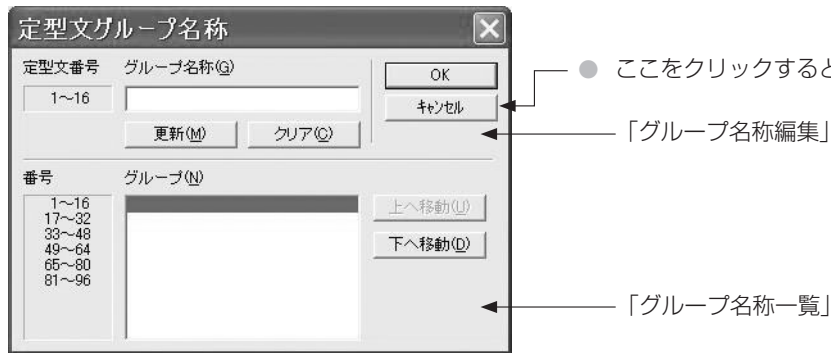 定型文グループ名称
定型文番号 グループ名称(G)
1～16
OK
キャンセル
更新(M) クリア(C)
番号 グループ(N)
1～16
17～32
33～48
49～64
65～80
81～96
上へ移動(U)
下へ移動(D)
● ここをクリックすると
「グループ名称編集」
「グループ名称一覧」